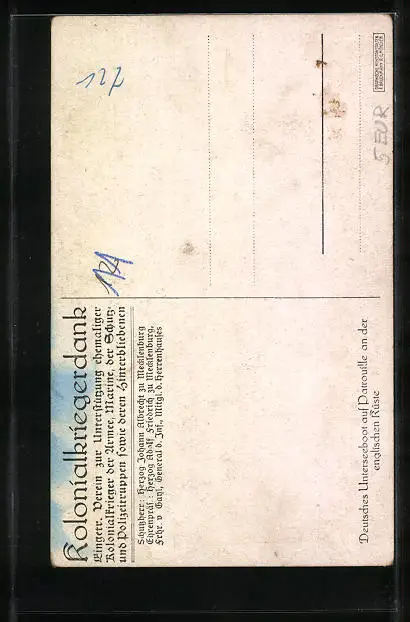 Kolonialkriegerdank
Eingetr. Verein zur Unterstützung ehemaliger
Kolonialkrieger der Armee, Marine, der Schutz-
und Polizeitruppen sowie deren Hinterbliebenen
Schutzherr: Herzog Johann Albrecht zu Mecklenburg
Ehrenpräs.: Herzog Adolf Friedrich zu Mecklenburg,
Frhr. v Gayl, General d. Inf., Mitgl. d. Herrenhauses
Deutsches Unterseeboot auf Patrouille an der
englischen Küste
5 EUR